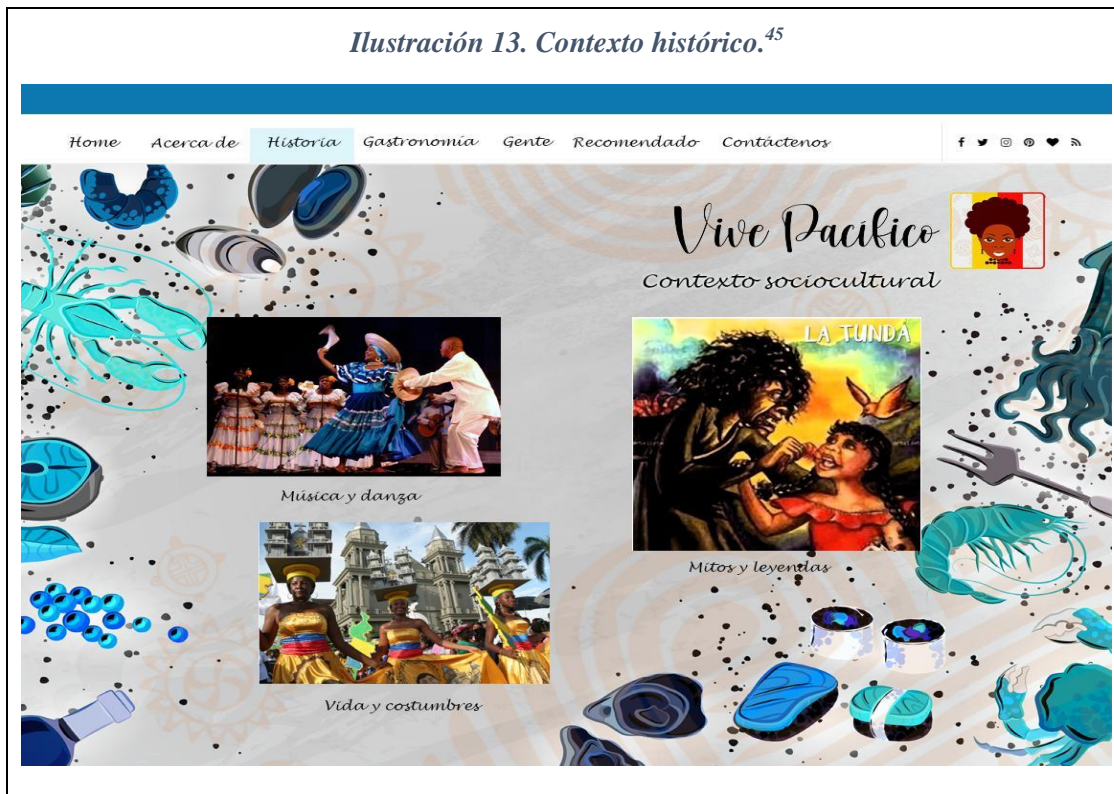 Ilustración 13. Contexto histórico.45
Home Acerca de Historia Gastronomía Gente Recomendado Contáctenos
Vive Pacífico
Contexto sociocultural
LA TUNDA
Música y danza
Mitos y leyendas
Vida y costumbres